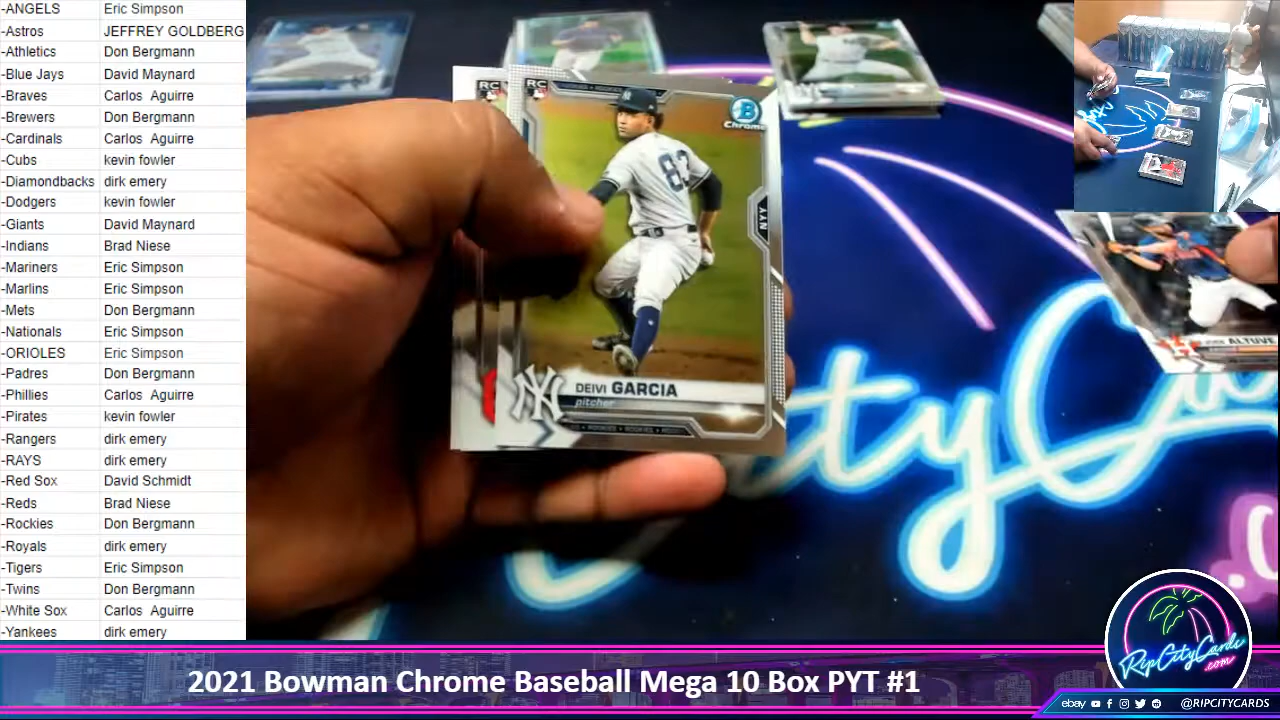 -ANGELS Eric Simpson
-Astros JEFFREY GOLDBERG
-Athletics Don Bergmann
-Blue Jays David Maynard
-Braves Carlos Aguirre
-Brewers Don Bergmann
-Cardinals Carlos Aguirre
-Cubs kevin fowler
-Diamondbacks dirk emery
-Dodgers kevin fowler
-Giants David Maynard
-Indians Brad Niese
-Mariners Eric Simpson
-Marlins Eric Simpson
-Mets Don Bergmann
-Nationals Eric Simpson
-ORIOLES Eric Simpson
-Padres Don Bergmann
-Phillies Carlos Aguirre
-Pirates kevin fowler
-Rangers dirk emery
-RAYS dirk emery
-Red Sox David Schmidt
-Reds Brad Niese
-Rockies Don Bergmann
-Royals dirk emery
-Tigers Eric Simpson
-Twins Don Bergmann
-White Sox Carlos Aguirre
-Yankees dirk emery
RC RC
B
Chrome
83
NYY
DEIVI GARCIA
pitcher
NY
ALTUVE
RipCityCards
.com
2021 Bowman Chrome Baseball Mega 10 Box PYT #1
ebay @RIPCITYCARDS